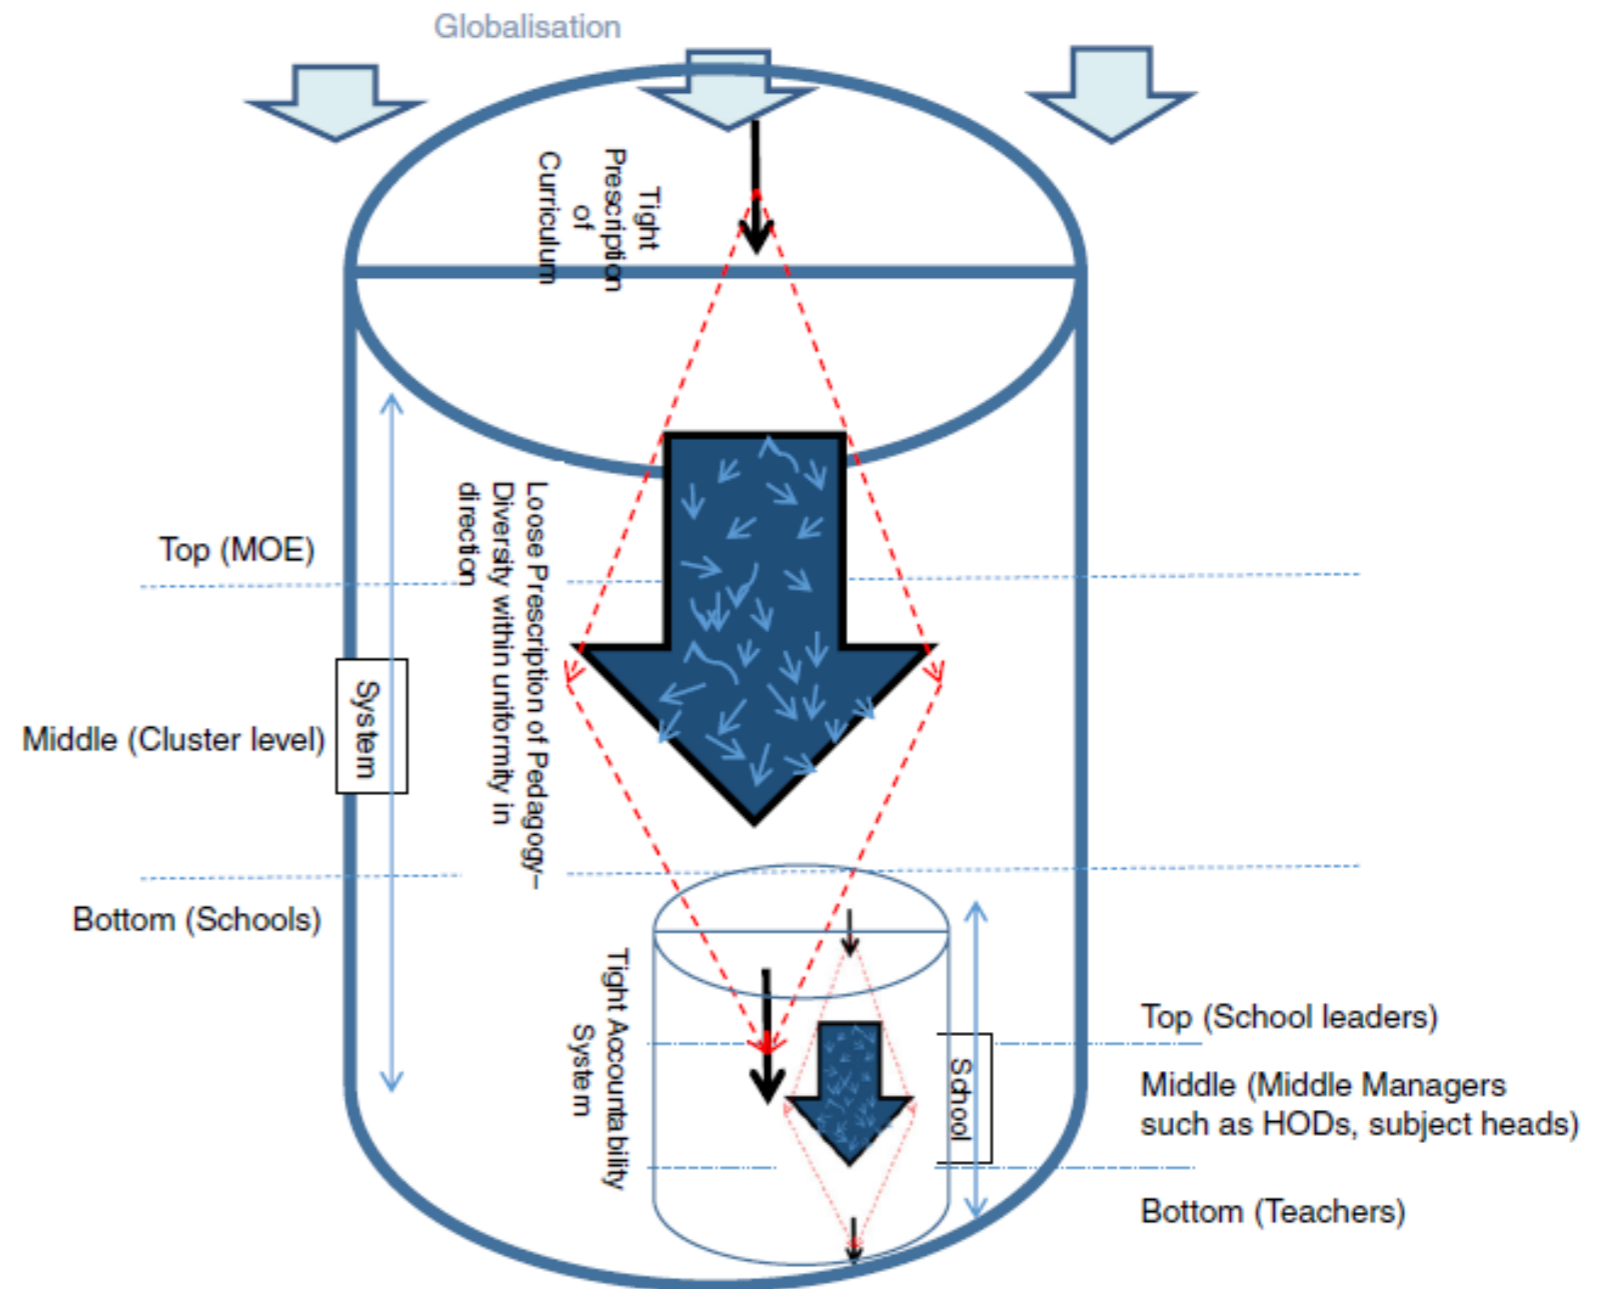 Globalisation
Tight
Prescription
of
Curriculum
Top (MOE)
Loose Prescription of Pedagogy–
Diversity within uniformity in
direction
System
Middle (Cluster level)
Bottom (Schools)
Tight Accountability
System
School
Top (School leaders)
Middle (Middle Managers
such as HODs, subject heads)
Bottom (Teachers)